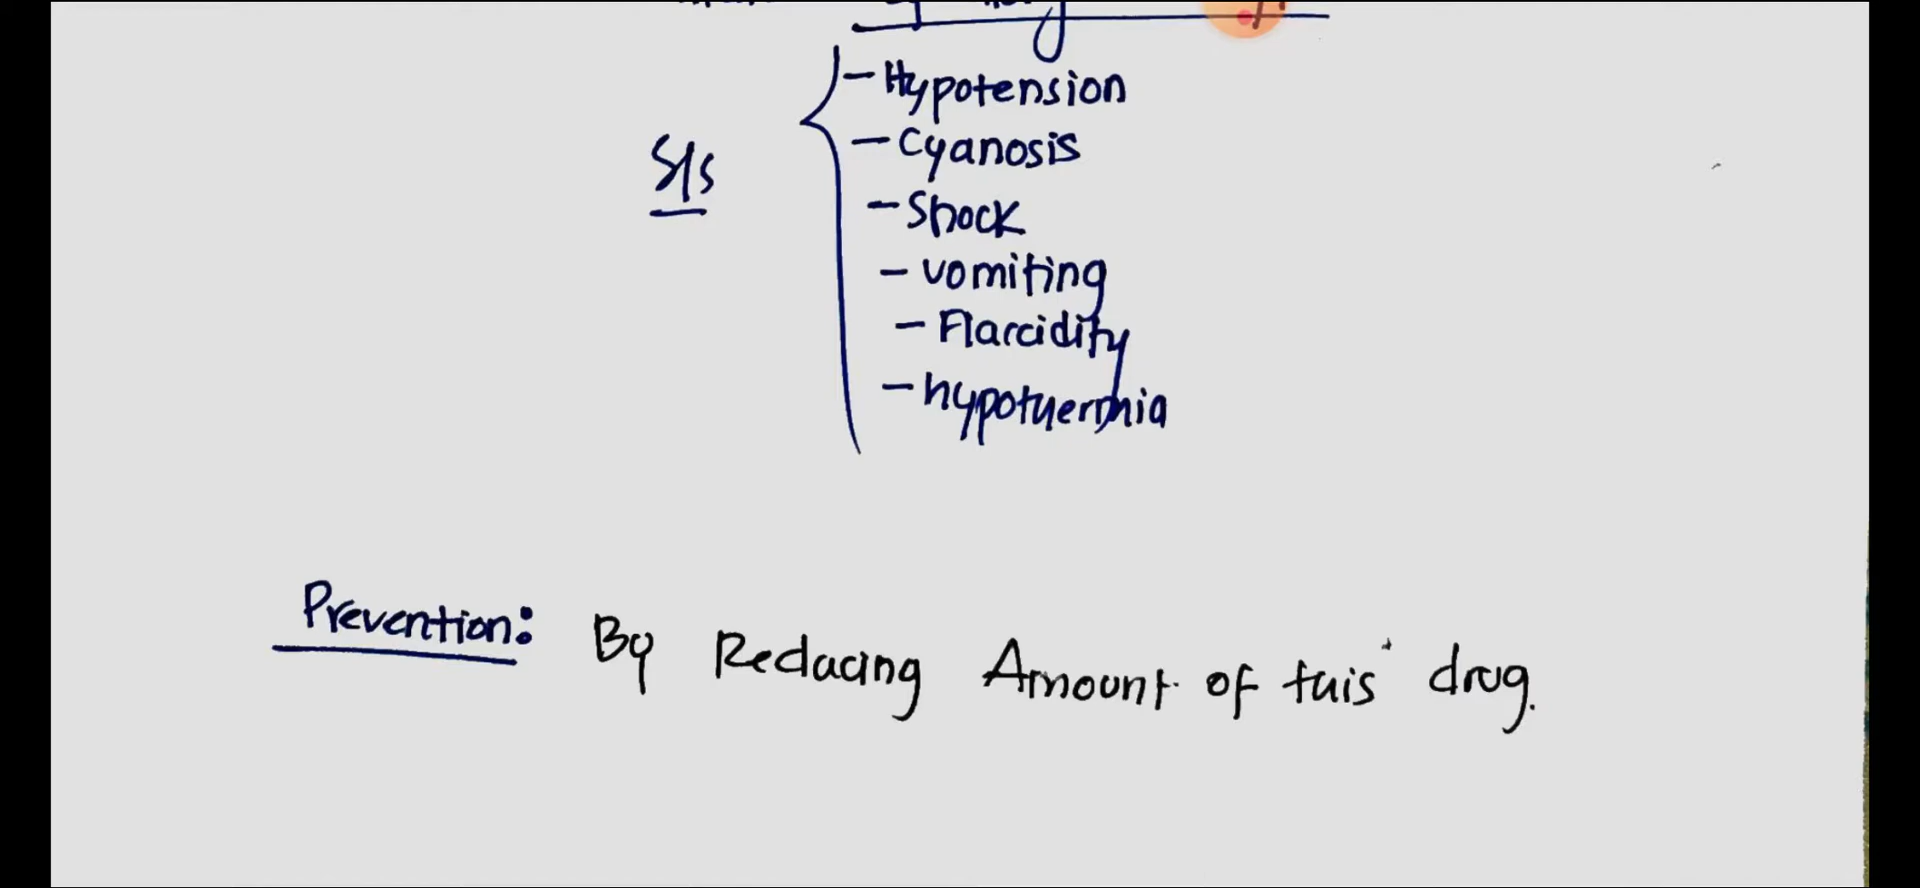 S/s
- Hypotension
- Cyanosis
- Shock
- vomiting
- Flaccidity
- hypothermia
Prevention: By Reducing Amount of this drug.